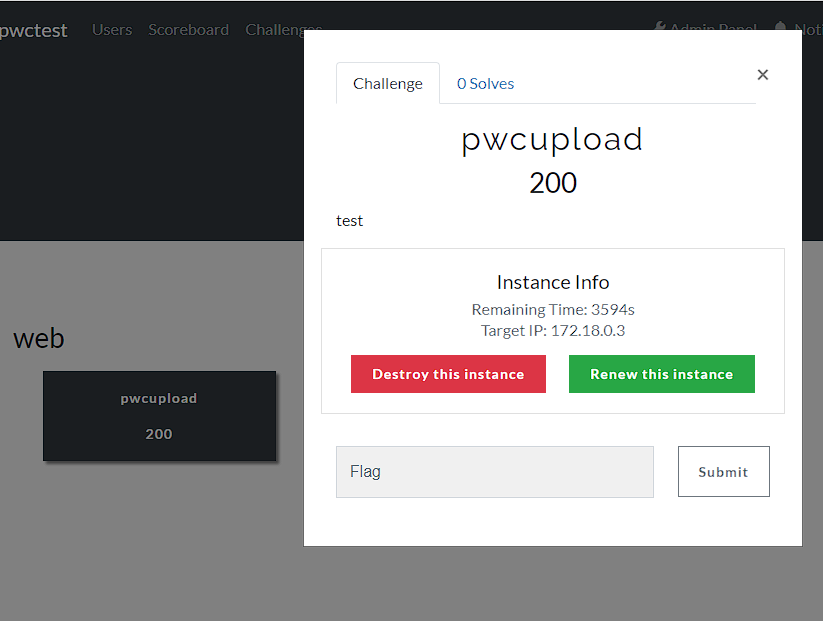 pwctest Users Scoreboard Challenges Admin Panel
Challenge 0 Solves ×
pwcupload
200
test
Instance Info
Remaining Time: 3594s
Target IP: 172.18.0.3
Destroy this instance Renew this instance
web
pwcupload
200
Flag Submit